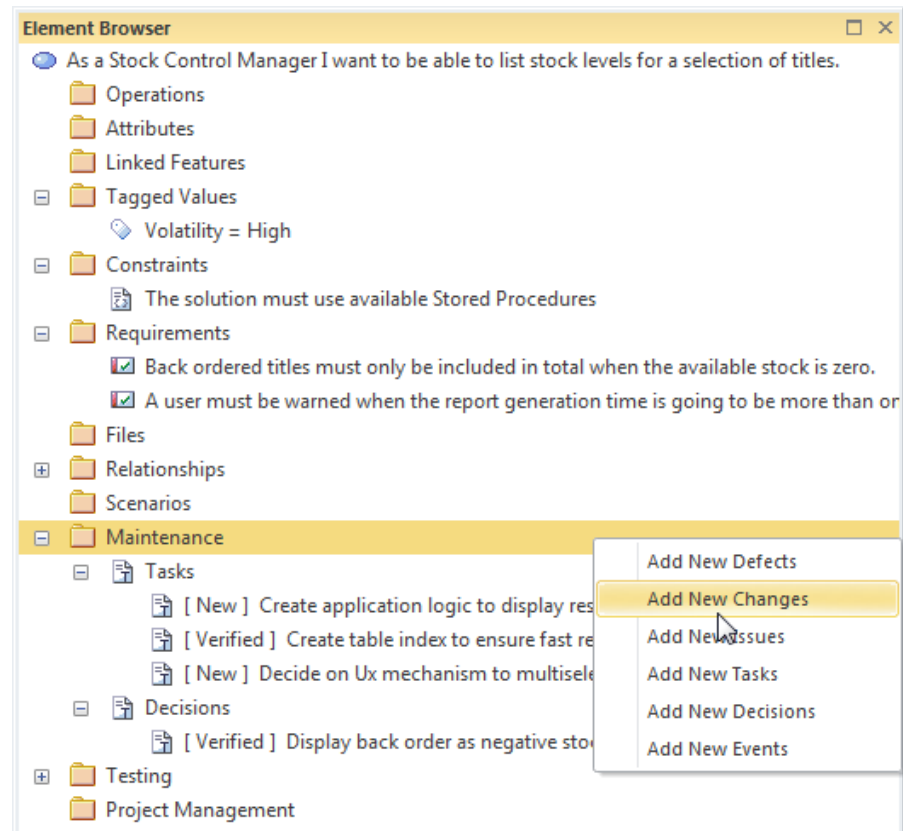 Element Browser
As a Stock Control Manager I want to be able to list stock levels for a selection of titles.
Operations
Attributes
Linked Features
Tagged Values
Volatility = High
Constraints
The solution must use available Stored Procedures
Requirements
Back ordered titles must only be included in total when the available stock is zero.
A user must be warned when the report generation time is going to be more than
Files
Relationships
Scenarios
Maintenance
Tasks
[ New ] Create application logic to display
[ Verified ] Create table index to ensure fast
[ New ] Decide on Ux mechanism to
Decisions
[ Verified ] Display back order as negative
Testing
Project Management
Add New Defects
Add New Changes
Add New Issues
Add New Tasks
Add New Decisions
Add New Events